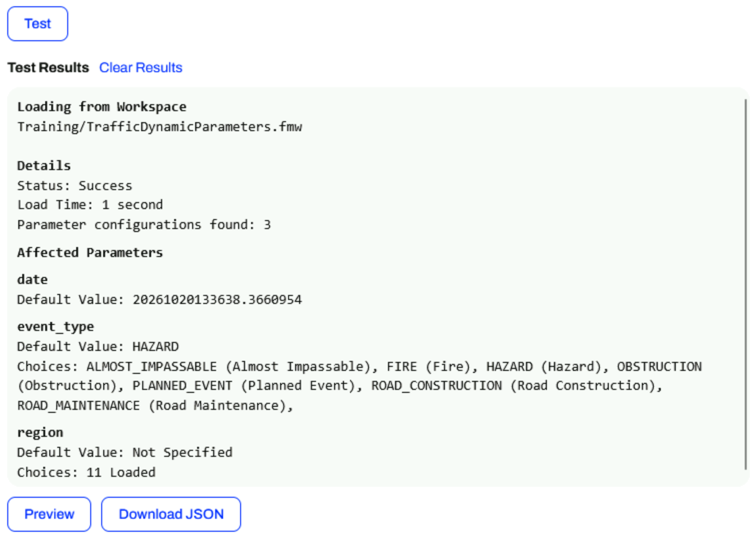 Test
Test Results Clear Results
Loading from Workspace
Training/TrafficDynamicParameters.fmw
Details
Status: Success
Load Time: 1 second
Parameter configurations found: 3
Affected Parameters
date
Default Value: 20261020133638.3660954
event_type
Default Value: HAZARD
Choices: ALMOST_IMPASSABLE (Almost Impassable), FIRE (Fire), HAZARD (Hazard), OBSTRUCTION
(Obstruction), PLANNED_EVENT (Planned Event), ROAD_CONSTRUCTION (Road Construction),
ROAD_MAINTENANCE (Road Maintenance),
region
Default Value: Not Specified
Choices: 11 Loaded
Preview Download JSON